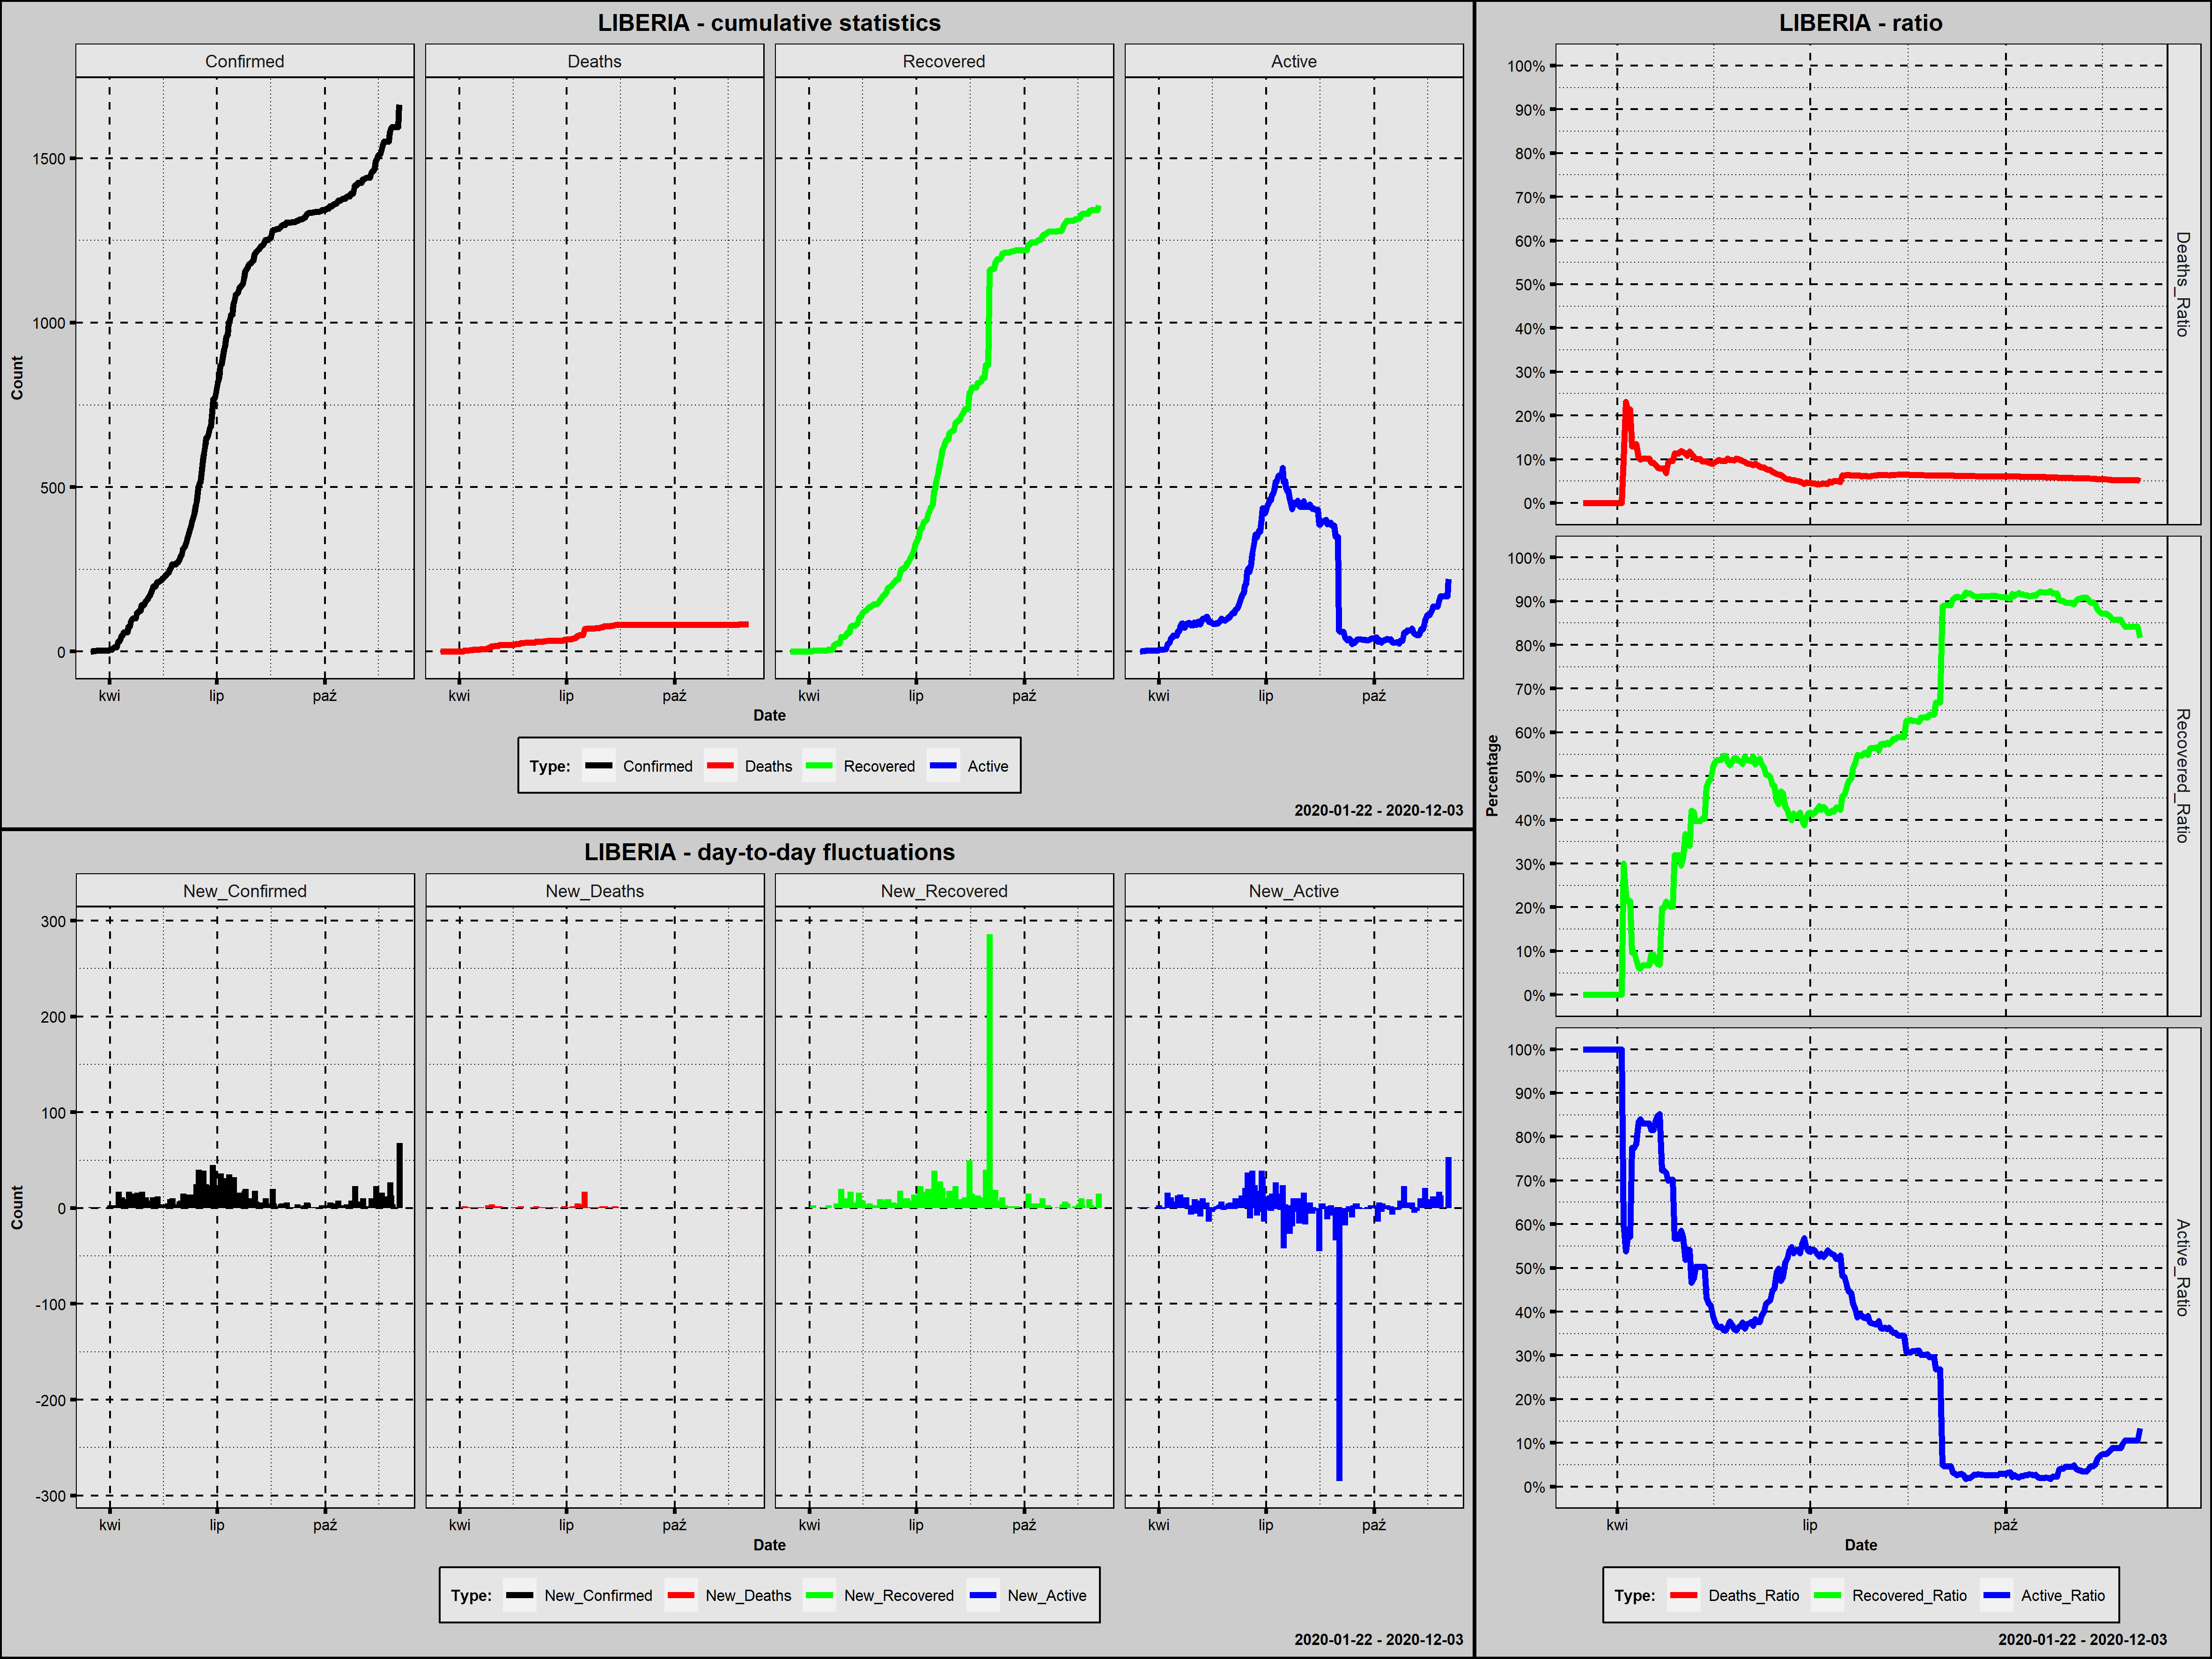 LIBERIA - cumulative statistics
Confirmed Deaths Recovered Active
Count
1500
1000
500
0
kwi lip paź kwi lip paź kwi lip paź kwi lip paź
Date
Type: Confirmed Deaths Recovered Active
2020-01-22 - 2020-12-03
LIBERIA - day-to-day fluctuations
New_Confirmed New_Deaths New_Recovered New_Active
Count
300
200
100
0
-100
-200
-300
kwi lip paź kwi lip paź kwi lip paź kwi lip paź
Date
Type: New_Confirmed New_Deaths New_Recovered New_Active
2020-01-22 - 2020-12-03
LIBERIA - ratio
Percentage
100%
90%
80%
70%
60%
50%
40%
30%
20%
10%
0%
Deaths_Ratio
100%
90%
80%
70%
60%
50%
40%
30%
20%
10%
0%
Recovered_Ratio
100%
90%
80%
70%
60%
50%
40%
30%
20%
10%
0%
Active_Ratio
kwi lip paź
Date
Type: Deaths_Ratio Recovered_Ratio Active_Ratio
2020-01-22 - 2020-12-03